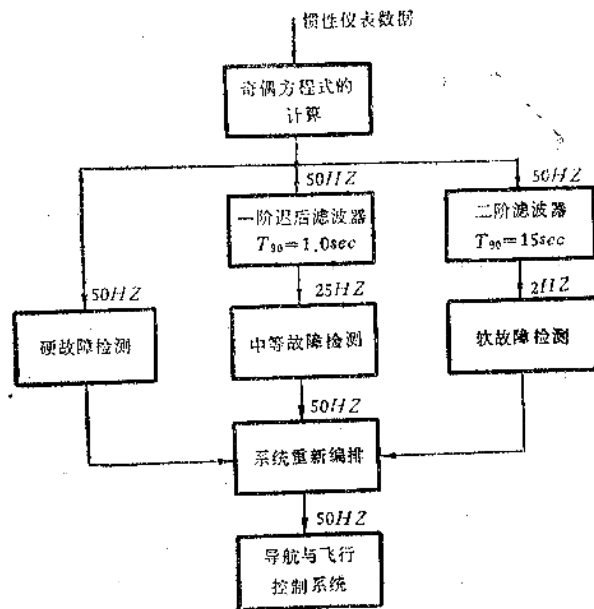 惯性仪表数据
奇偶方程式的
计算
50HZ
50HZ
一阶迟后滤波器
T90=1.0sec
二阶滤波器
T90=15sec
50HZ
25HZ
2HZ
硬故障检测
中等故障检测
软故障检测
50HZ
系统重新编排
50HZ
导航与飞行
控制系统